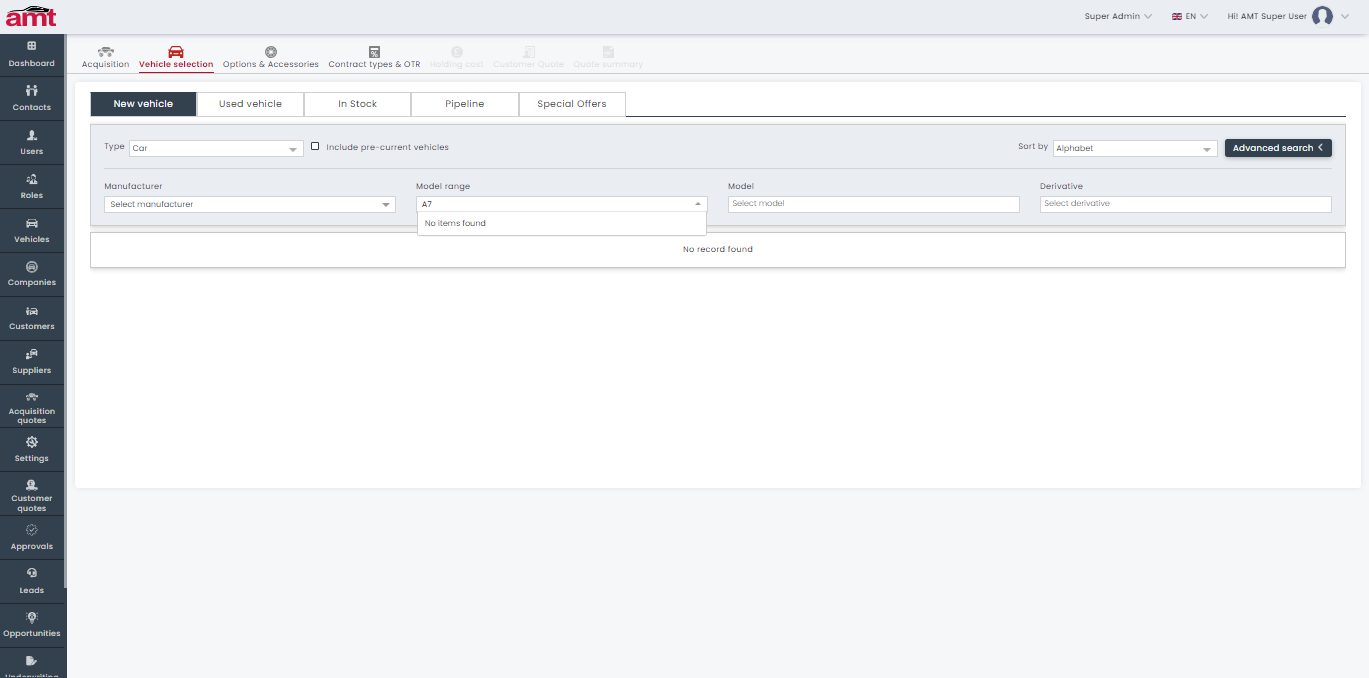 amt
Super Admin
EN
Hi! AMT Super User
Dashboard
Contacts
Users
Roles
Vehicles
Companies
Customers
Suppliers
Acquisition
quotes
Settings
Customer
quotes
Approvals
Leads
Opportunities
Underwriting
Acquisition
Vehicle selection
Options & Accessories
Contract types & OTR
Holding cost
Customer Quote
Quote summary
New vehicle
Used vehicle
In Stock
Pipeline
Special Offers
Type
Car
Include pre-current vehicles
Sort by
Alphabet
Advanced search
Manufacturer
Model range
Model
Derivative
Select manufacturer
A7
Select model
Select derivative
No items found
No record found